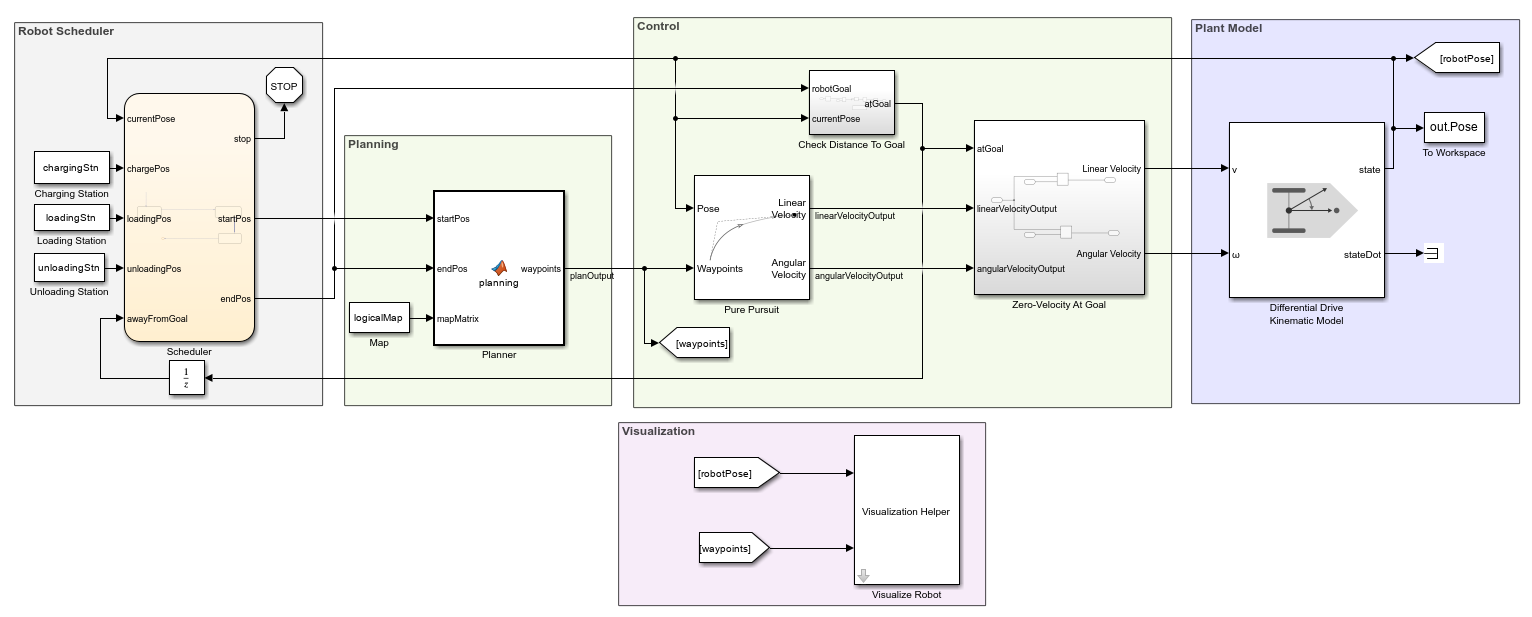 Robot Scheduler
STOP
currentPose
stop
chargingStn
chargePos
Charging Station
loadingStn
loadingPos
startPos
Loading Station
unloadingStn
unloadingPos
Unloading Station
endPos
awayFromGoal
Scheduler
1
z
Planning
startPos
endPos
planning
waypoints
planOutput
logicalMap
mapMatrix
Map
Planner
Control
robotGoal
atGoal
currentPose
Check Distance To Goal
Pose
Linear
Velocity
linearVelocityOutput
Waypoints
Angular
Velocity
angularVelocityOutput
Pure Pursuit
[waypoints]
atGoal
Linear Velocity
linearVelocityOutput
Angular Velocity
angularVelocityOutput
Zero-Velocity At Goal
Plant Model
[robotPose]
out.Pose
To Workspace
v
state
ω
stateDot
Differential Drive
Kinematic Model
Visualization
[robotPose]
Visualization Helper
[waypoints]
Visualize Robot